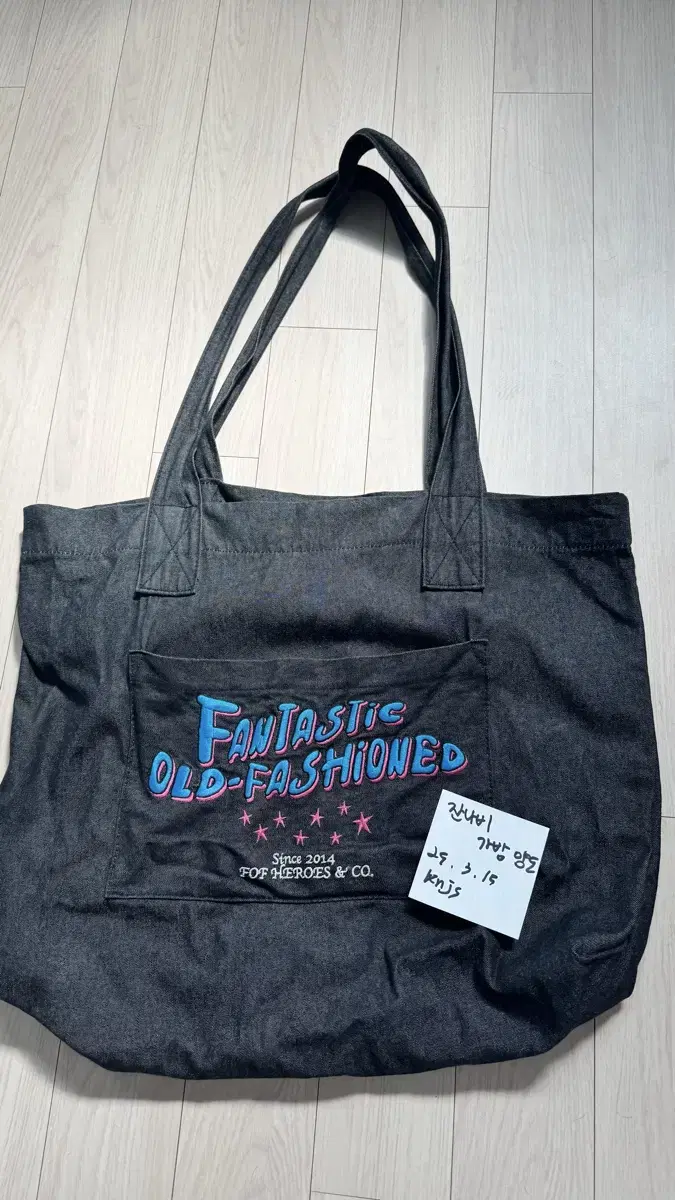 FANTASTIC
OLD-FASHIONED
Since 2014
FOF HEROES & CO.
잔나비
가방 양도
25. 3. 15
knjs